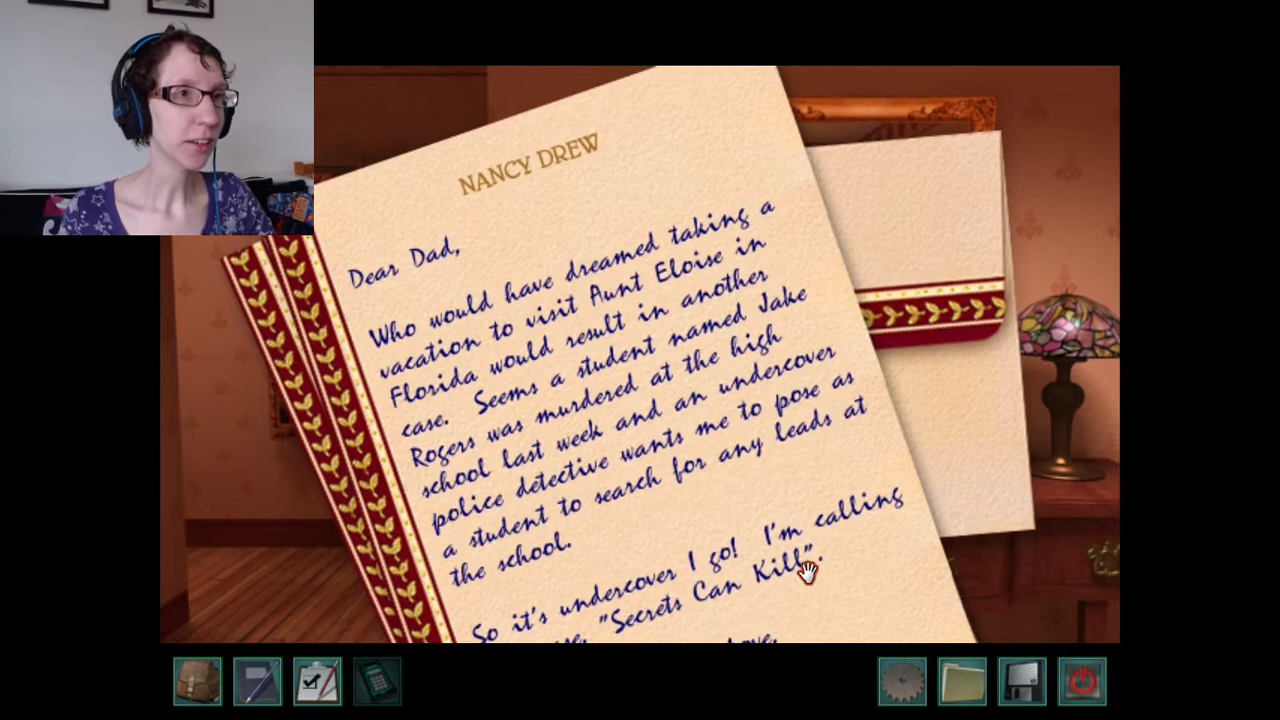 NANCY DREW
Dear Dad,
Who would have dreamed taking a
vacation to visit Aunt Eloise in
Florida would result in another
case. Seems a student named Jake
Rogers was murdered at the high
school last week and an undercover
police detective wants me to pose as
a student to search for any leads at
the school.
So it's undercover I go! I'm calling
"Secrets Can Kill".
Love,